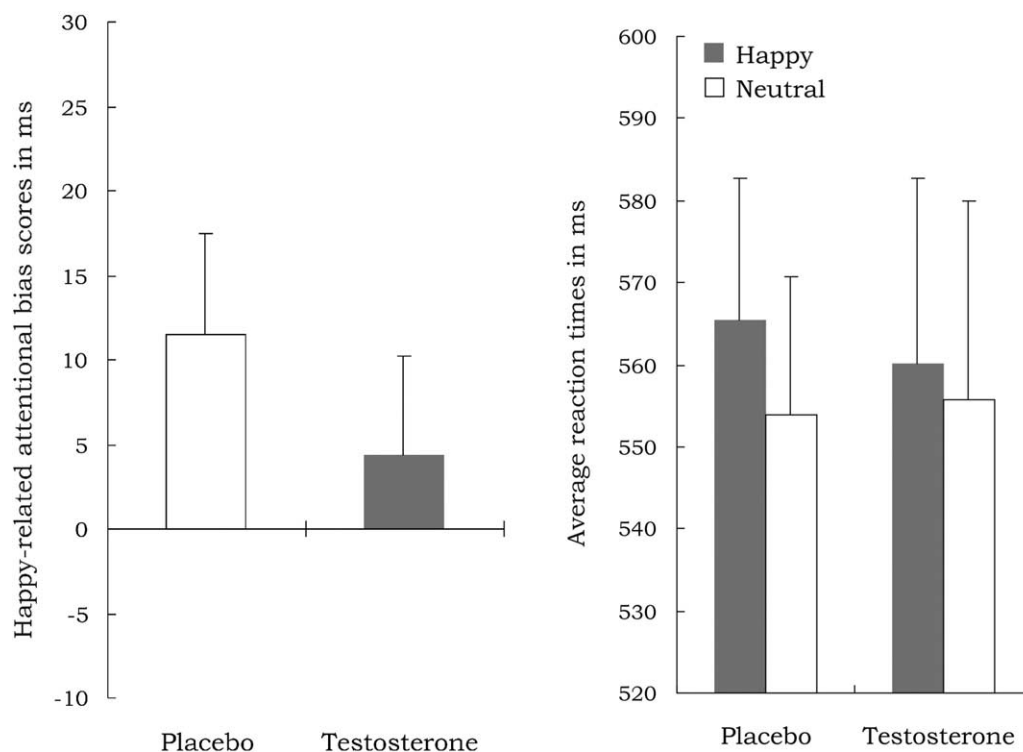 Happy-related attentional bias scores in ms
30
25
20
15
10
5
0
-5
-10
Placebo
Testosterone
Average reaction times in ms
600
590
580
570
560
550
540
530
520
Happy
Neutral
Placebo
Testosterone